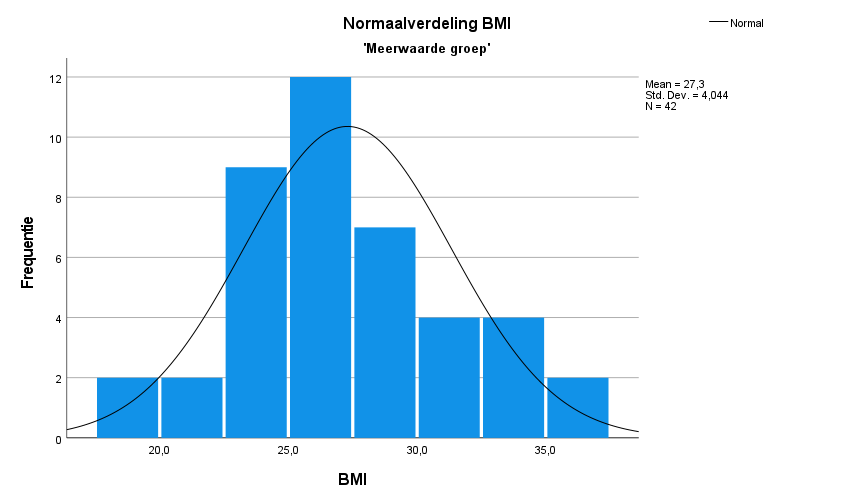 Normaalverdeling BMI
'Meerwaarde groep'
Normal
Mean = 27,3
Std. Dev. = 4,044
N = 42
Frequentie
12
10
8
6
4
2
0
20,0 25,0 30,0 35,0
BMI